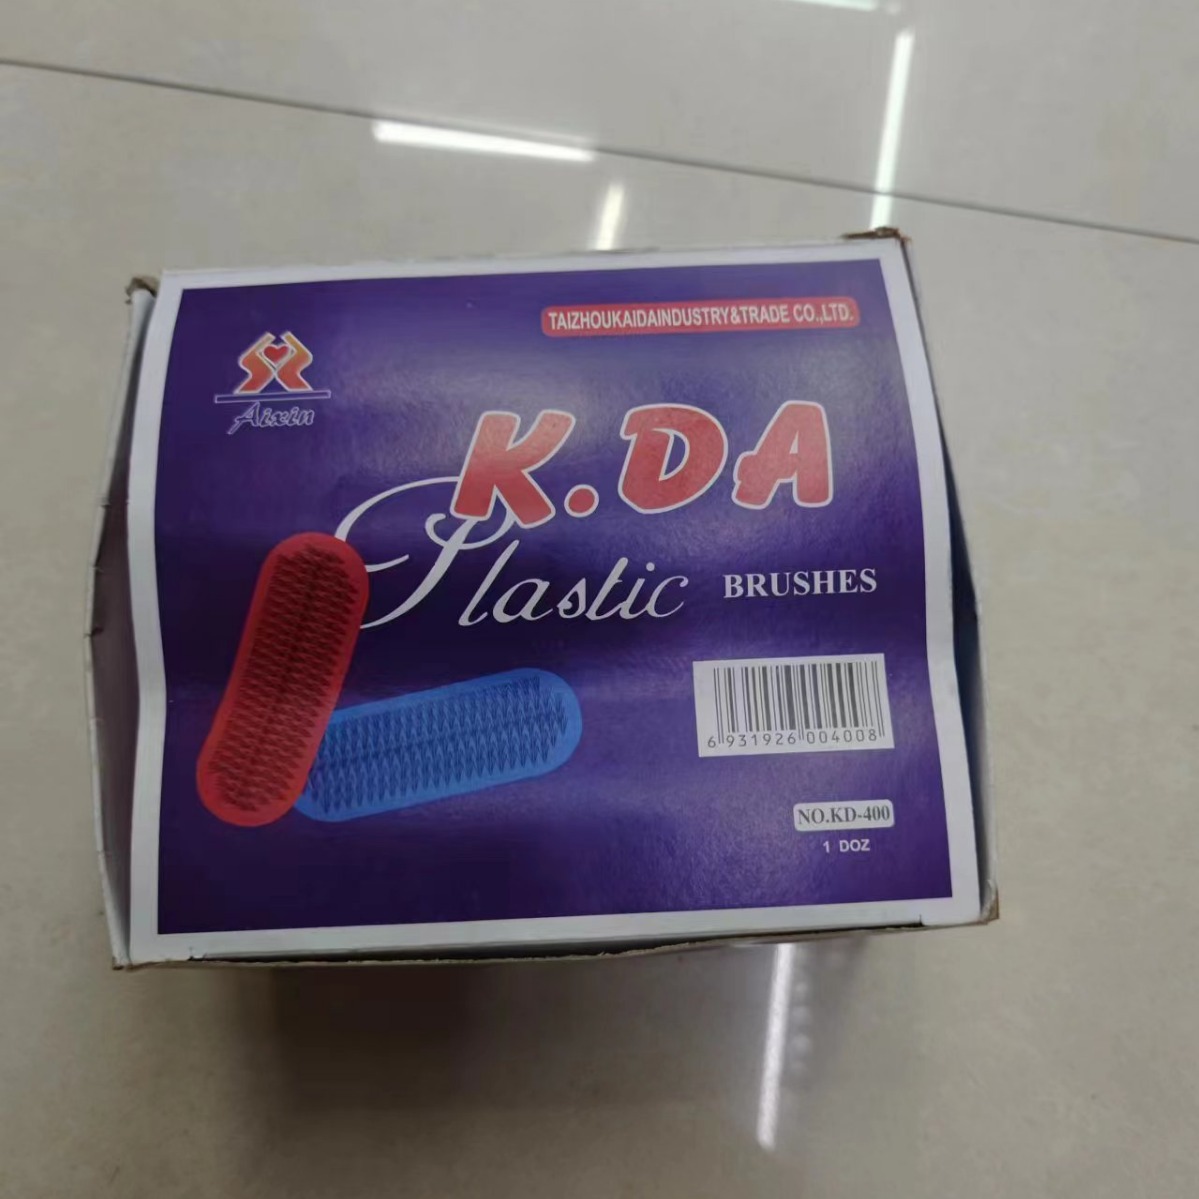 TAIZHOUKAIDAINDUSTRY&TRADE CO.,LTD.
Aixin
K.DA
Plastic BRUSHES
6 931926 004008
NO.KD-400
1 DOZ